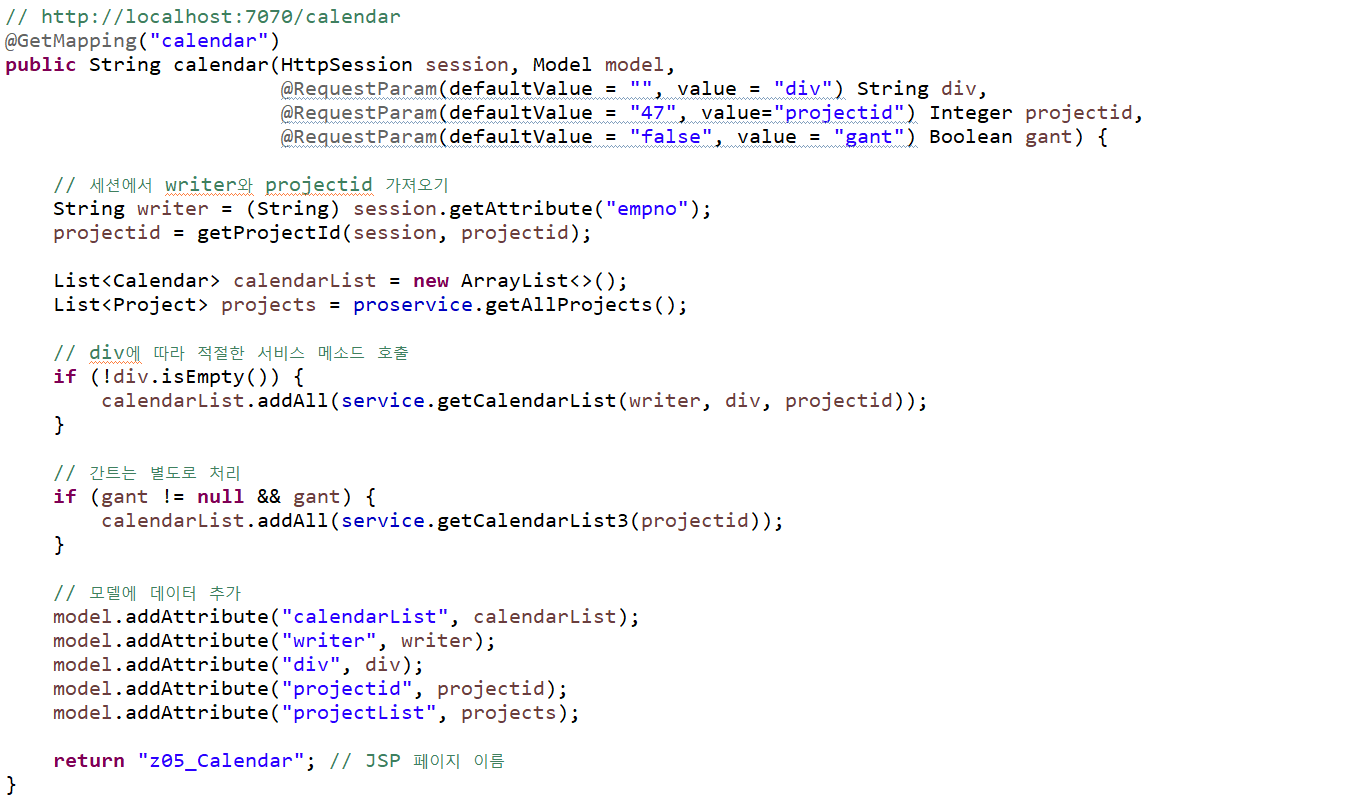 // http://localhost:7070/calendar
@GetMapping("calendar")
public String calendar(HttpSession session, Model model,
                       @RequestParam(defaultValue = "", value = "div") String div,
                       @RequestParam(defaultValue = "47", value="projectid") Integer projectid,
                       @RequestParam(defaultValue = "false", value = "gant") Boolean gant) {

    // 세션에서 writer와 projectid 가져오기
    String writer = (String) session.getAttribute("empno");
    projectid = getProjectId(session, projectid);

    List<Calendar> calendarList = new ArrayList<>();
    List<Project> projects = proservice.getAllProjects();

    // div에 따라 적절한 서비스 메소드 호출
    if (!div.isEmpty()) {
        calendarList.addAll(service.getCalendarList(writer, div, projectid));
    }

    // 간트는 별도로 처리
    if (gant != null && gant) {
        calendarList.addAll(service.getCalendarList3(projectid));
    }

    // 모델에 데이터 추가
    model.addAttribute("calendarList", calendarList);
    model.addAttribute("writer", writer);
    model.addAttribute("div", div);
    model.addAttribute("projectid", projectid);
    model.addAttribute("projectList", projects);

    return "z05_Calendar"; // JSP 페이지 이름
}